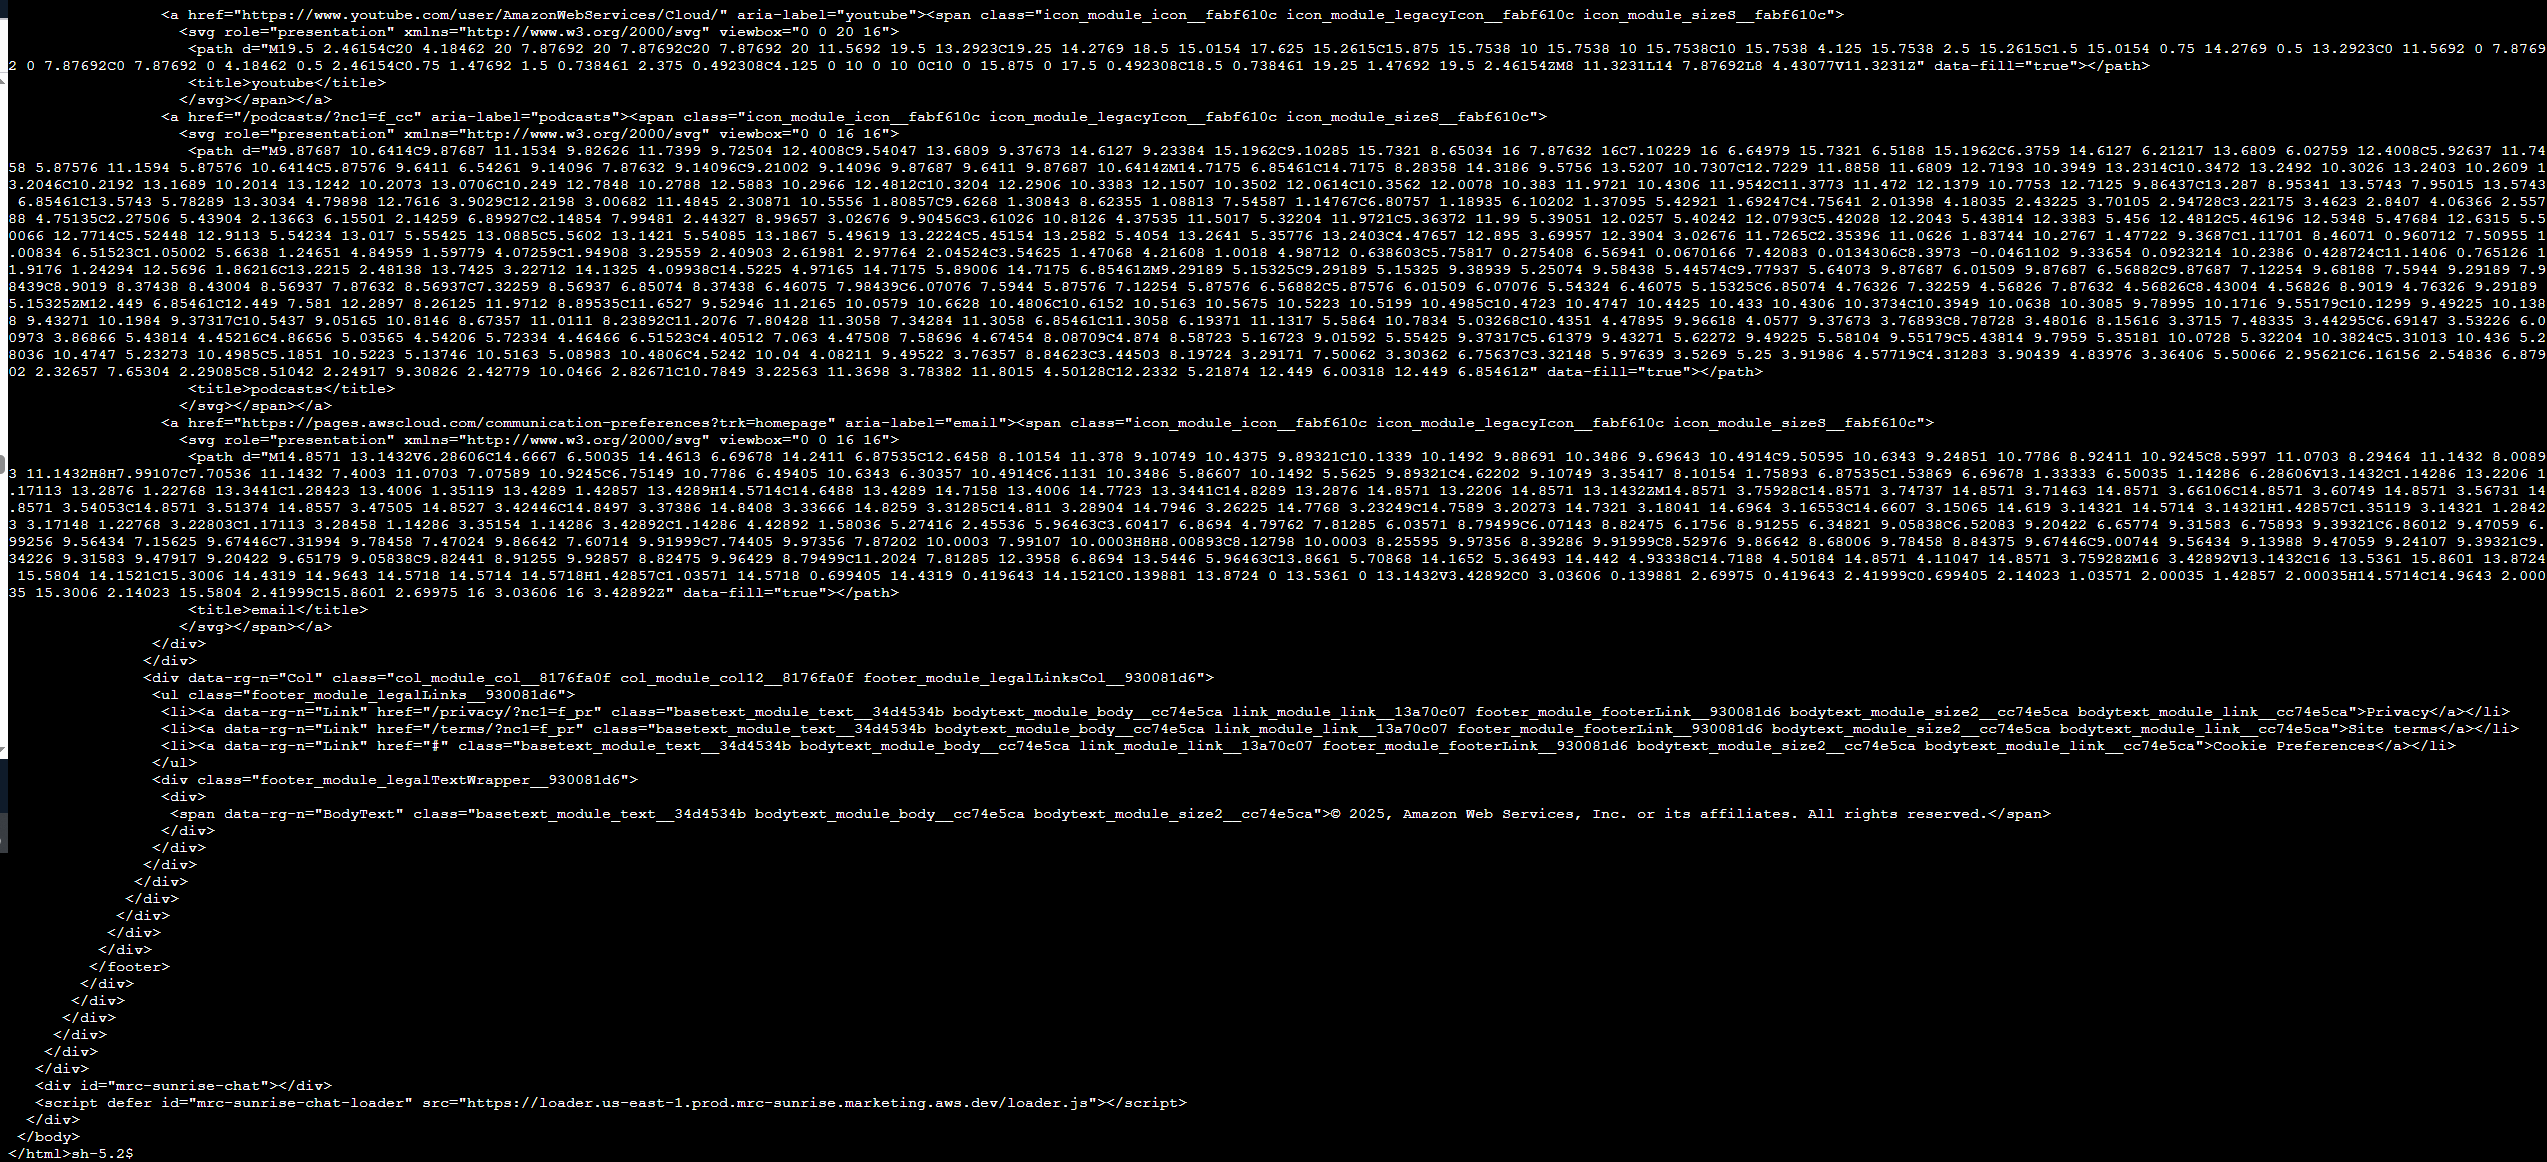 <a href="https://www.youtube.com/user/AmazonWebServices/Cloud/" aria-label="youtube"><span class="icon_module_icon__fabf610c icon_module_legacyIcon__fabf610c icon_module_sizeS__fabf610c">
<svg role="presentation" xmlns="http://www.w3.org/2000/svg" viewbox="0 0 20 16">
<path d="M19.5 2.46154C20 4.18462 20 7.87692 20 7.87692C20 7.87692 20 11.5692 19.5 13.2923C19.25 14.2769 18.5 15.0154 17.625 15.2615C15.875 15.7538 10 15.7538 10 15.7538C10 15.7538 4.125 15.7538 2.5 15.2615C1.5 15.0154 0.75 14.2769 0.5 13.2923C0 11.5692 0 7.8769
2 0 7.87692C0 7.87692 0 4.18462 0.5 2.46154C0.75 1.47692 1.5 0.738461 2.375 0.492308C4.125 0 10 0 10 0C10 0 15.875 0 17.5 0.492308C18.5 0.738461 19.25 1.47692 19.5 2.46154ZM8 11.3231L14 7.87692L8 4.43077V11.3231Z" data-fill="true"></path>
<title>youtube</title>
</svg></span></a>
<a href="/podcasts/?nc1=f_cc" aria-label="podcasts"><span class="icon_module_icon__fabf610c icon_module_legacyIcon__fabf610c icon_module_sizeS__fabf610c">
<svg role="presentation" xmlns="http://www.w3.org/2000/svg" viewbox="0 0 16 16">
<path d="M9.87687 10.6414C9.87687 11.1534 9.82626 11.7399 9.72504 12.4008C9.54047 13.6809 9.37673 14.6127 9.23384 15.1962C9.10285 15.7321 8.65034 16 7.87632 16C7.10229 16 6.64979 15.7321 6.5188 15.1962C6.3759 14.6127 6.21217 13.6809 6.02759 12.4008C5.92637 11.74
58 5.87576 11.1594 5.87576 10.6414C5.87576 9.6411 6.54261 9.14096 7.87632 9.14096C9.21002 9.14096 9.87687 9.6411 9.87687 10.6414ZM14.7175 6.85461C14.7175 8.28358 14.3186 9.5756 13.5207 10.7307C12.7229 11.8858 11.6809 12.7193 10.3949 13.2314C10.3472 13.2492 10.3026 13.2403 10.2609 1
3.2046C10.2192 13.1689 10.2014 13.1242 10.2073 13.0706C10.249 12.7848 10.2788 12.5883 10.2966 12.4812C10.3204 12.2906 10.3383 12.1507 10.3502 12.0614C10.3562 12.0078 10.383 11.9721 10.4306 11.9542C11.3773 11.472 12.1379 10.7753 12.7125 9.86437C13.287 8.95341 13.5743 7.95015 13.5743
6.85461C13.5743 5.78289 13.3034 4.79898 12.7616 3.9029C12.2198 3.00682 11.4845 2.30871 10.5556 1.80857C9.6268 1.30843 8.62355 1.08813 7.54587 1.14767C6.80757 1.18935 6.10202 1.37095 5.42921 1.69247C4.75641 2.01398 4.18035 2.43225 3.70105 2.94728C3.22175 3.4623 2.8407 4.06366 2.557
88 4.75135C2.27506 5.43904 2.13663 6.15501 2.14259 6.89927C2.14854 7.99481 2.44327 8.99657 3.02676 9.90456C3.61026 10.8126 4.37535 11.5017 5.32204 11.9721C5.36372 11.99 5.39051 12.0257 5.40242 12.0793C5.42028 12.2043 5.43814 12.3383 5.456 12.4812C5.46196 12.5348 5.47684 12.6315 5.5
0066 12.7714C5.52448 12.9113 5.54234 13.017 5.55425 13.0885C5.5602 13.1421 5.54085 13.1867 5.49619 13.2224C5.45154 13.2582 5.4054 13.2641 5.35776 13.2403C4.47657 12.895 3.69957 12.3904 3.02676 11.7265C2.35396 11.0626 1.83744 10.2767 1.47722 9.3687C1.11701 8.46071 0.960712 7.50955 1
.00834 6.51523C1.05002 5.6638 1.24651 4.84959 1.59779 4.07259C1.94908 3.29559 2.40903 2.61981 2.97764 2.04524C3.54625 1.47068 4.21608 1.0018 4.98712 0.638603C5.75817 0.275408 6.56941 0.0670166 7.42083 0.0134306C8.3973 -0.0461102 9.33654 0.0923214 10.2386 0.428724C11.1406 0.765126 1
1.9176 1.24294 12.5696 1.86216C13.2215 2.48138 13.7425 3.22712 14.1325 4.09938C14.5225 4.97165 14.7175 5.89006 14.7175 6.85461ZM9.29189 5.15325C9.29189 5.15325 9.38939 5.25074 9.58438 5.44574C9.77937 5.64073 9.87687 6.01509 9.87687 6.56882C9.87687 7.12254 9.68188 7.5944 9.29189 7.9
8439C8.9019 8.37438 8.43004 8.56937 7.87632 8.56937C7.32259 8.56937 6.85074 8.37438 6.46075 7.98439C6.07076 7.5944 5.87576 7.12254 5.87576 6.56882C5.87576 6.01509 6.07076 5.54324 6.46075 5.15325C6.85074 4.76326 7.32259 4.56826 7.87632 4.56826C8.43004 4.56826 8.9019 4.76326 9.29189
5.15325ZM12.449 6.85461C12.449 7.581 12.2897 8.26125 11.9712 8.89535C11.6527 9.52946 11.2165 10.0579 10.6628 10.4806C10.6152 10.5163 10.5675 10.5223 10.5199 10.4985C10.4723 10.4747 10.4425 10.433 10.4306 10.3734C10.3949 10.0638 10.3085 9.78995 10.1716 9.55179C10.1299 9.49225 10.138
8 9.43271 10.1984 9.37317C10.5437 9.05165 10.8146 8.67357 11.0111 8.23892C11.2076 7.80428 11.3058 7.34284 11.3058 6.85461C11.3058 6.19371 11.1317 5.5864 10.7834 5.03268C10.4351 4.47895 9.96618 4.0577 9.37673 3.76893C8.78728 3.48016 8.15616 3.3715 7.48335 3.44295C6.69147 3.53226 6.0
0973 3.86866 5.43814 4.45216C4.86656 5.03565 4.54206 5.72334 4.46466 6.51523C4.40512 7.063 4.47508 7.58696 4.67454 8.08709C4.874 8.58723 5.16723 9.01592 5.55425 9.37317C5.61379 9.43271 5.62272 9.49225 5.58104 9.55179C5.43814 9.7959 5.35181 10.0728 5.32204 10.3824C5.31013 10.436 5.2
8036 10.4747 5.23273 10.4985C5.1851 10.5223 5.13746 10.5163 5.08983 10.4806C4.5242 10.04 4.08211 9.49522 3.76357 8.84623C3.44503 8.19724 3.29171 7.50062 3.30362 6.75637C3.32148 5.97639 3.5269 5.25 3.91986 4.57719C4.31283 3.90439 4.83976 3.36406 5.50066 2.95621C6.16156 2.54836 6.879
02 2.32657 7.65304 2.29085C8.51042 2.24917 9.30826 2.42779 10.0466 2.82671C10.7849 3.22563 11.3698 3.78382 11.8015 4.50128C12.2332 5.21874 12.449 6.00318 12.449 6.85461Z" data-fill="true"></path>
<title>podcasts</title>
</svg></span></a>
<a href="https://pages.awscloud.com/communication-preferences?trk=homepage" aria-label="email"><span class="icon_module_icon__fabf610c icon_module_legacyIcon__fabf610c icon_module_sizeS__fabf610c">
<svg role="presentation" xmlns="http://www.w3.org/2000/svg" viewbox="0 0 16 16">
<path d="M14.8571 13.1432V6.28606C14.6667 6.50035 14.4613 6.69678 14.2411 6.87535C12.6458 8.10154 11.378 9.10749 10.4375 9.89321C10.1339 10.1492 9.88691 10.3486 9.69643 10.4914C9.50595 10.6343 9.24851 10.7786 8.92411 10.9245C8.5997 11.0703 8.29464 11.1432 8.0089
3 11.1432H8H7.99107C7.70536 11.1432 7.4003 11.0703 7.07589 10.9245C6.75149 10.7786 6.49405 10.6343 6.30357 10.4914C6.1131 10.3486 5.86607 10.1492 5.5625 9.89321C4.62202 9.10749 3.35417 8.10154 1.75893 6.87535C1.53869 6.69678 1.33333 6.50035 1.14286 6.28606V13.1432C1.14286 13.2206 1
.17113 13.2876 1.22768 13.3441C1.28423 13.4006 1.35119 13.4289 1.42857 13.4289H14.5714C14.6488 13.4289 14.7158 13.4006 14.7723 13.3441C14.8289 13.2876 14.8571 13.2206 14.8571 13.1432ZM14.8571 3.75928C14.8571 3.74737 14.8571 3.71463 14.8571 3.66106C14.8571 3.60749 14.8571 3.56731 14
.8571 3.54053C14.8571 3.51374 14.8557 3.47505 14.8527 3.42446C14.8497 3.37386 14.8408 3.33666 14.8259 3.31285C14.811 3.28904 14.7946 3.26225 14.7768 3.23249C14.7589 3.20273 14.7321 3.18041 14.6964 3.16553C14.6607 3.15065 14.619 3.14321 14.5714 3.14321H1.42857C1.35119 3.14321 1.2842
3 3.17148 1.22768 3.22803C1.17113 3.28458 1.14286 3.35154 1.14286 3.42892C1.14286 4.42892 1.58036 5.27416 2.45536 5.96463C3.60417 6.8694 4.79762 7.81285 6.03571 8.79499C6.07143 8.82475 6.1756 8.91255 6.34821 9.05838C6.52083 9.20422 6.65774 9.31583 6.75893 9.39321C6.86012 9.47059 6.
99256 9.56434 7.15625 9.67446C7.31994 9.78458 7.47024 9.86642 7.60714 9.91999C7.74405 9.97356 7.87202 10.0003 7.99107 10.0003H8H8.00893C8.12798 10.0003 8.25595 9.97356 8.39286 9.91999C8.52976 9.86642 8.68006 9.78458 8.84375 9.67446C9.00744 9.56434 9.13988 9.47059 9.24107 9.39321C9.
34226 9.31583 9.47917 9.20422 9.65179 9.05838C9.82441 8.91255 9.92857 8.82475 9.96429 8.79499C11.2024 7.81285 12.3958 6.8694 13.5446 5.96463C13.8661 5.70868 14.1652 5.36493 14.442 4.93338C14.7188 4.50184 14.8571 4.11047 14.8571 3.75928ZM16 3.42892V13.1432C16 13.5361 15.8601 13.8724
15.5804 14.1521C15.3006 14.4319 14.9643 14.5718 14.5714 14.5718H1.42857C1.03571 14.5718 0.699405 14.4319 0.419643 14.1521C0.139881 13.8724 0 13.5361 0 13.1432V3.42892C0 3.03606 0.139881 2.69975 0.419643 2.41999C0.699405 2.14023 1.03571 2.00035 1.42857 2.00035H14.5714C14.9643 2.000
35 15.3006 2.14023 15.5804 2.41999C15.8601 2.69975 16 3.03606 16 3.42892Z" data-fill="true"></path>
<title>email</title>
</svg></span></a>
</div>
</div>
<div data-rg-n="Col" class="col_module_col__8176fa0f col_module_col12__8176fa0f footer_module_legalLinksCol__930081d6">
<ul class="footer_module_legalLinks__930081d6">
<li><a data-rg-n="Link" href="/privacy/?nc1=f_pr" class="basetext_module_text__34d4534b bodytext_module_body__cc74e5ca link_module_link__13a70c07 footer_module_footerLink__930081d6 bodytext_module_size2__cc74e5ca bodytext_module_link__cc74e5ca">Privacy</a></li>
<li><a data-rg-n="Link" href="/terms/?nc1=f_pr" class="basetext_module_text__34d4534b bodytext_module_body__cc74e5ca link_module_link__13a70c07 footer_module_footerLink__930081d6 bodytext_module_size2__cc74e5ca bodytext_module_link__cc74e5ca">Site terms</a></li>
<li><a data-rg-n="Link" href="#" class="basetext_module_text__34d4534b bodytext_module_body__cc74e5ca link_module_link__13a70c07 footer_module_footerLink__930081d6 bodytext_module_size2__cc74e5ca bodytext_module_link__cc74e5ca">Cookie Preferences</a></li>
</ul>
<div class="footer_module_legalTextWrapper__930081d6">
<div>
<span data-rg-n="BodyText" class="basetext_module_text__34d4534b bodytext_module_body__cc74e5ca bodytext_module_size2__cc74e5ca">© 2025, Amazon Web Services, Inc. or its affiliates. All rights reserved.</span>
</div>
</div>
</div>
</div>
</div>
</div>
</div>
</div>
</footer>
</div>
</div>
</div>
</div>
</div>
</div>
<div id="mrc-sunrise-chat"></div>
<script defer id="mrc-sunrise-chat-loader" src="https://loader.us-east-1.prod.mrc-sunrise.marketing.aws.dev/loader.js"></script>
</div>
</body>
</html>sh-5.2$